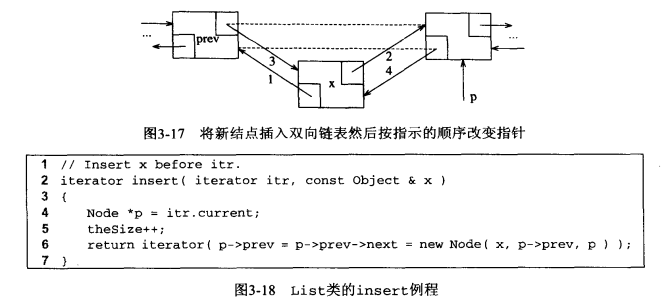 ...
prev
3
1
x
2
4
...
p
图3-17 将新结点插入双向链表然后按指示的顺序改变指针
1 // Insert x before itr.
2 iterator insert( iterator itr, const Object & x )
3 {
4 Node *p = itr.current;
5 theSize++;
6 return iterator( p->prev = p->prev->next = new Node( x, p->prev, p ) );
7 }
图3-18 List类的insert例程